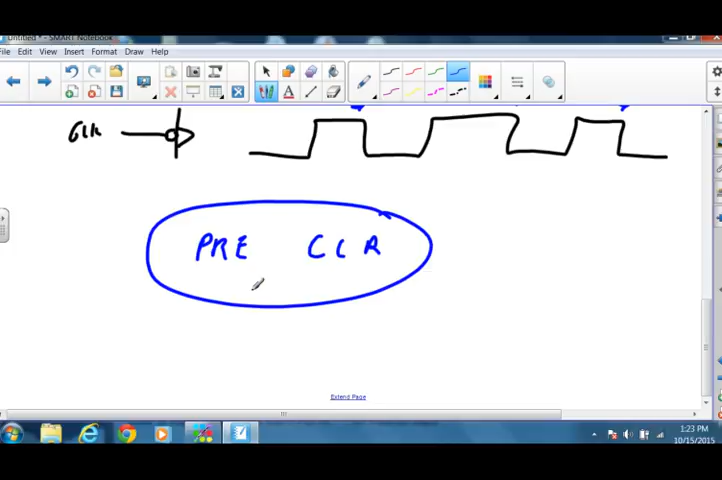 Untitled * - SMART Notebook
File Edit View Insert Format Draw Help
CLK
PRE CLR
Extend Page
1:23 PM
10/15/2015